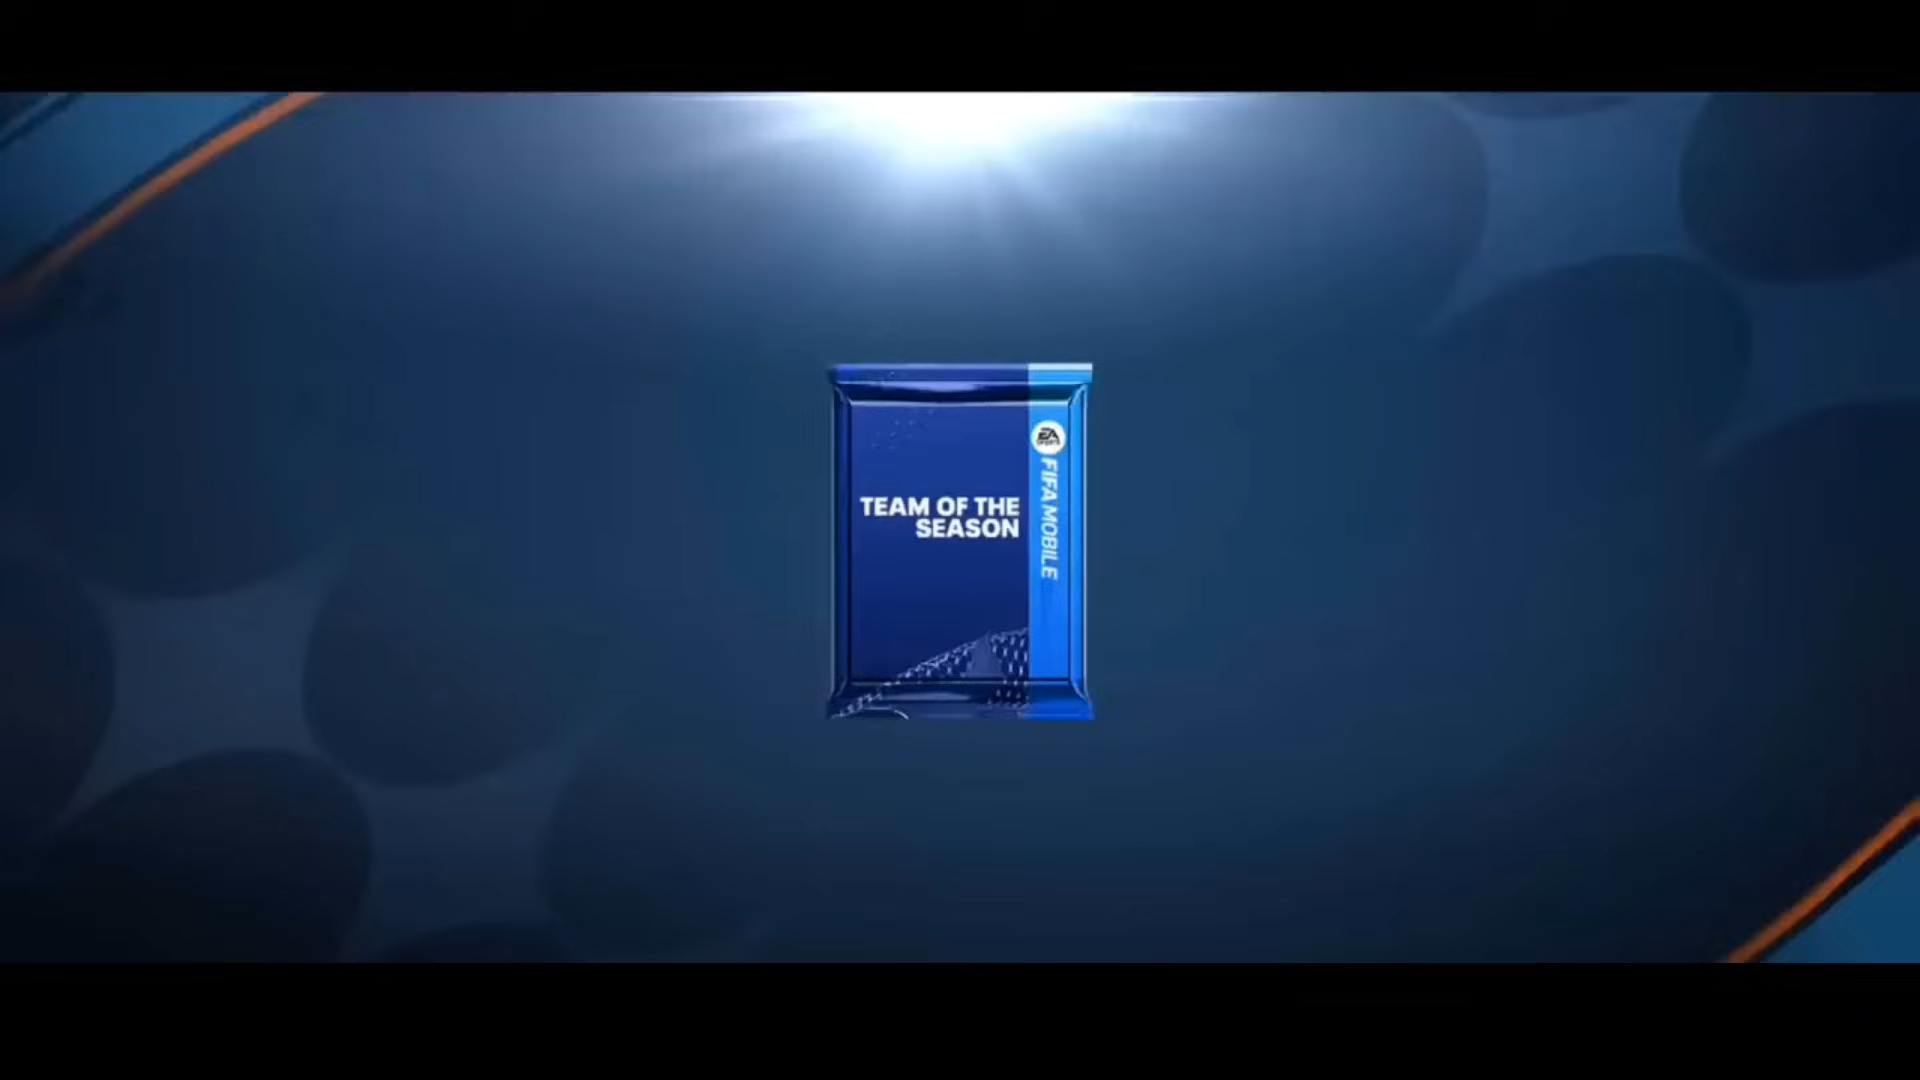 TEAM OF THE
SEASON
EA
SPORTS
FIFA MOBILE